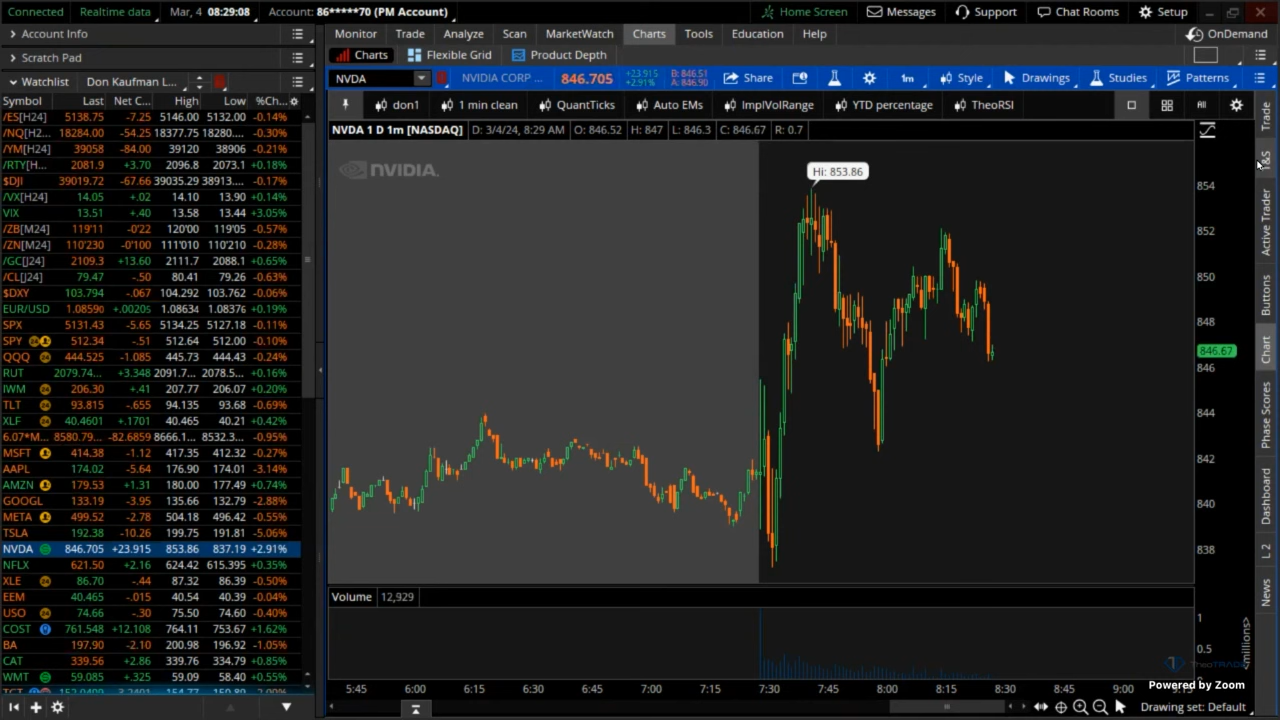 Connected Realtime data Mar, 4 08:29:08 Account: 86*****70 (PM Account) Home Screen Messages Support Chat Rooms Setup
Account Info Monitor Trade Analyze Scan MarketWatch Charts Tools Education Help OnDemand
Scratch Pad Charts Flexible Grid Product Depth
Watchlist Don Kaufman L... NVDA NVIDIA CORP ... 846.705 +23.915 +2.91% B: 846.51 A: 846.90 Share 1m Style Drawings Studies Patterns
don1 1 min clean QuantTicks Auto EMs ImplVolRange YTD percentage TheoRSI All
NVDA 1 D 1m [NASDAQ] D: 3/4/24, 8:29 AM O: 846.52 H: 847 L: 846.3 C: 846.67 R: 0.7
Symbol Last Net C... High Low %Ch...
/ES[H24] 5138.75 -7.25 5146.00 5132.00 -0.14%
/NQ[H2... 18284.00 -54.25 18377.75 18280.... -0.30%
/YM[H24] 39058 -84.00 39120 38906 -0.21%
/RTY[H... 2081.9 +3.70 2096.8 2073.1 +0.18%
$DJI 39019.72 -67.66 39035.29 38913.... -0.17%
/VX[H24] 14.05 +.02 14.10 13.90 +0.14%
VIX 13.51 +.40 13.58 13.44 +3.05%
/ZB[M24] 119'11 -0'22 120'00 119'05 -0.57%
/ZN[M24] 110'230 -0'100 111'010 110'210 -0.28%
/GC[J24] 2109.3 +13.60 2111.7 2088.1 +0.65%
/CL[J24] 79.47 -.50 80.41 79.26 -0.63%
$DXY 103.794 -.067 104.292 103.762 -0.06%
EUR/USD 1.08590 +.00205 1.08634 1.08376 +0.19%
SPX 5131.43 -5.65 5134.25 5127.18 -0.11%
SPY 512.34 -.51 512.64 512.00 -0.10%
QQQ 444.525 -1.085 445.73 444.43 -0.24%
RUT 2079.74... +3.348 2091.7... 2078.5... +0.16%
IWM 206.30 +.41 207.77 206.07 +0.20%
TLT 93.815 -.655 94.135 93.68 -0.69%
XLF 40.4601 +.1701 40.465 40.21 +0.42%
6.07*M... 8580.79... -82.6859 8666.1... 8532.3... -0.95%
MSFT 414.38 -1.12 417.35 412.32 -0.27%
AAPL 174.02 -5.64 176.90 174.01 -3.14%
AMZN 179.53 +1.31 180.00 177.49 +0.74%
GOOGL 133.19 -3.95 135.66 132.79 -2.88%
META 499.52 -2.78 504.18 496.42 -0.55%
TSLA 192.38 -10.26 199.75 191.81 -5.06%
NVDA 846.705 +23.915 853.86 837.19 +2.91%
NFLX 621.50 +2.16 624.42 615.395 +0.35%
XLE 86.70 -.44 87.32 86.39 -0.50%
EEM 40.465 -.015 40.54 40.39 -0.04%
USO 74.66 -.30 75.50 74.60 -0.40%
COST 761.548 +12.108 764.11 753.67 +1.62%
BA 197.90 -2.10 200.98 196.92 -1.05%
CAT 339.56 +2.86 339.76 334.79 +0.85%
WMT 59.085 +.325 59.09 58.40 +0.55%
NVIDIA.
Hi: 853.86
854
852
850
848
846.67
846
844
842
840
838
Volume 12,929
1
0.5
<millions>
5:45 6:00 6:15 6:30 6:45 7:00 7:15 7:30 7:45 8:00 8:15 8:30 8:45 9:00
TheoTRADE
Powered by Zoom
Drawing set: Default
Trade
T&S
Active Trader
Buttons
Chart
Phase Scores
Dashboard
L 2
News